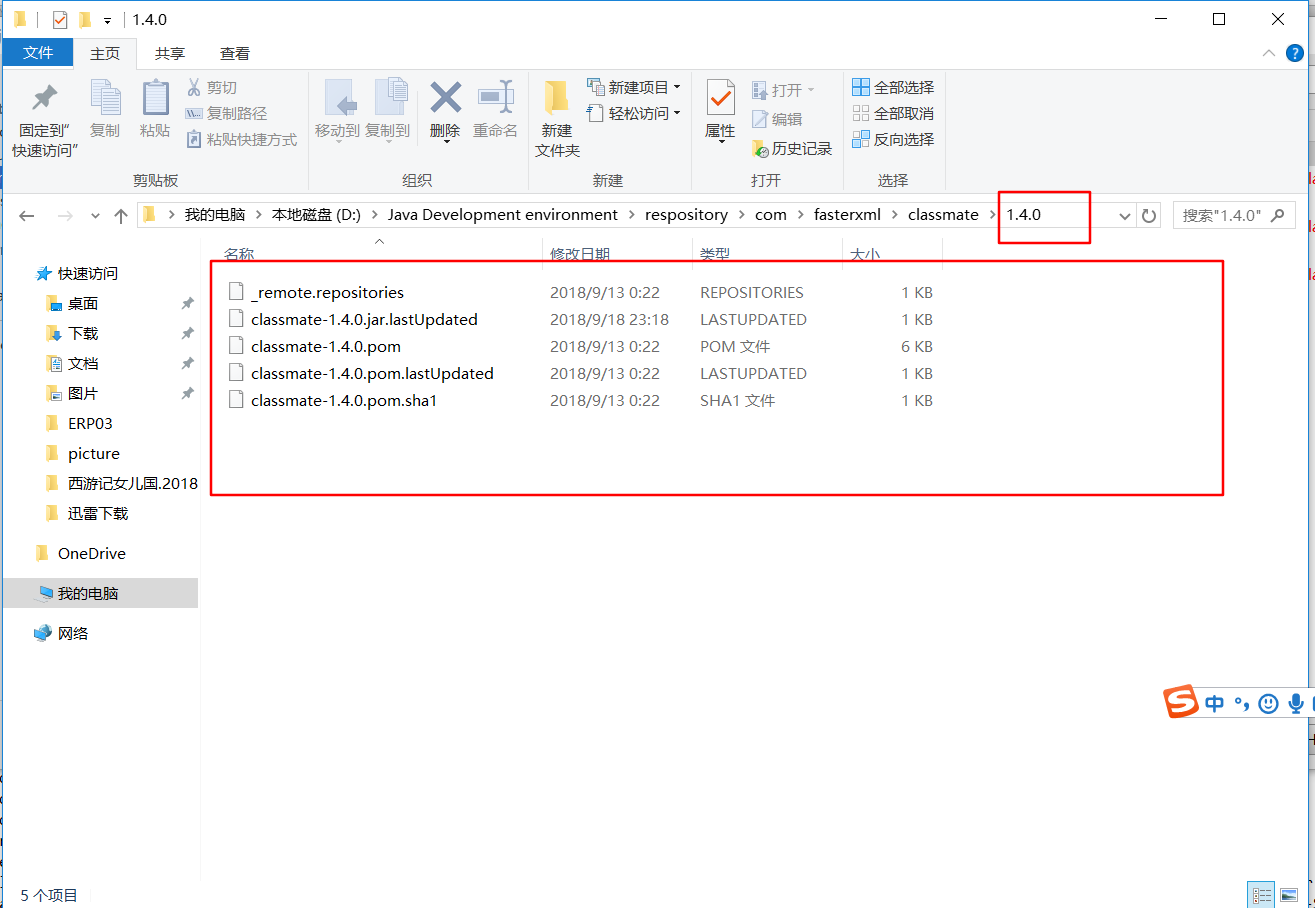 1.4.0
文件 主页 共享 查看
固定到"快速访问"
复制
粘贴
剪切
复制路径
粘贴快捷方式
剪贴板
移动到 复制到 删除 重命名
组织
新建文件夹
新建项目
轻松访问
新建
属性
打开
编辑
历史记录
打开
全部选择
全部取消
反向选择
选择
我的电脑 本地磁盘 (D:) Java Development environment respository com fasterxml classmate 1.4.0
搜索"1.4.0"
名称 修改日期 类型 大小
_remote.repositories 2018/9/13 0:22 REPOSITORIES 1 KB
classmate-1.4.0.jar.lastUpdated 2018/9/18 23:18 LASTUPDATED 1 KB
classmate-1.4.0.pom 2018/9/13 0:22 POM 文件 6 KB
classmate-1.4.0.pom.lastUpdated 2018/9/13 0:22 LASTUPDATED 1 KB
classmate-1.4.0.pom.sha1 2018/9/13 0:22 SHA1 文件 1 KB
快速访问
桌面
下载
文档
图片
ERP03
picture
西游记女儿国.2018
迅雷下载
OneDrive
我的电脑
网络
中
5 个项目